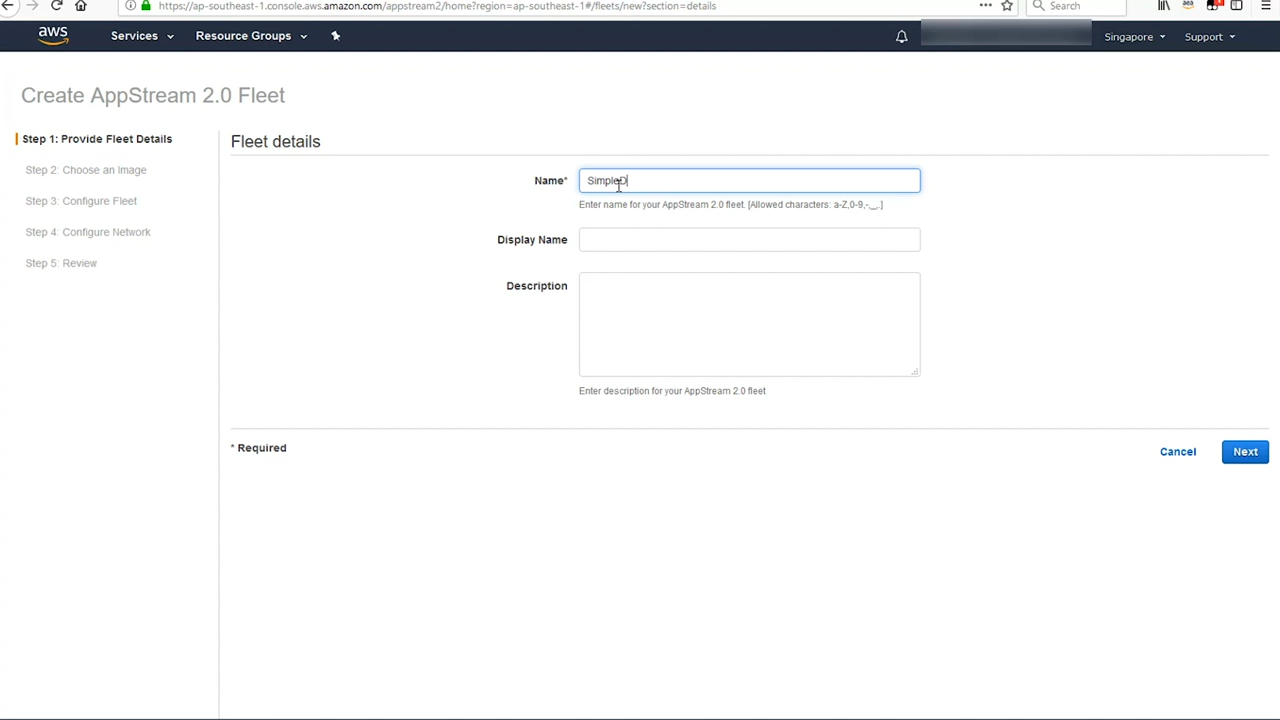 https://ap-southeast-1.console.aws.amazon.com/appstream2/home?region=ap-southeast-1#/fleets/new?section=details
Search
aws
Services
Resource Groups
Singapore
Support
Create AppStream 2.0 Fleet
Step 1: Provide Fleet Details
Step 2: Choose an Image
Step 3: Configure Fleet
Step 4: Configure Network
Step 5: Review
Fleet details
Name* SimpleD
Enter name for your AppStream 2.0 fleet. [Allowed characters: a-Z,0-9,-,_,.]
Display Name
Description
Enter description for your AppStream 2.0 fleet
* Required
Cancel Next